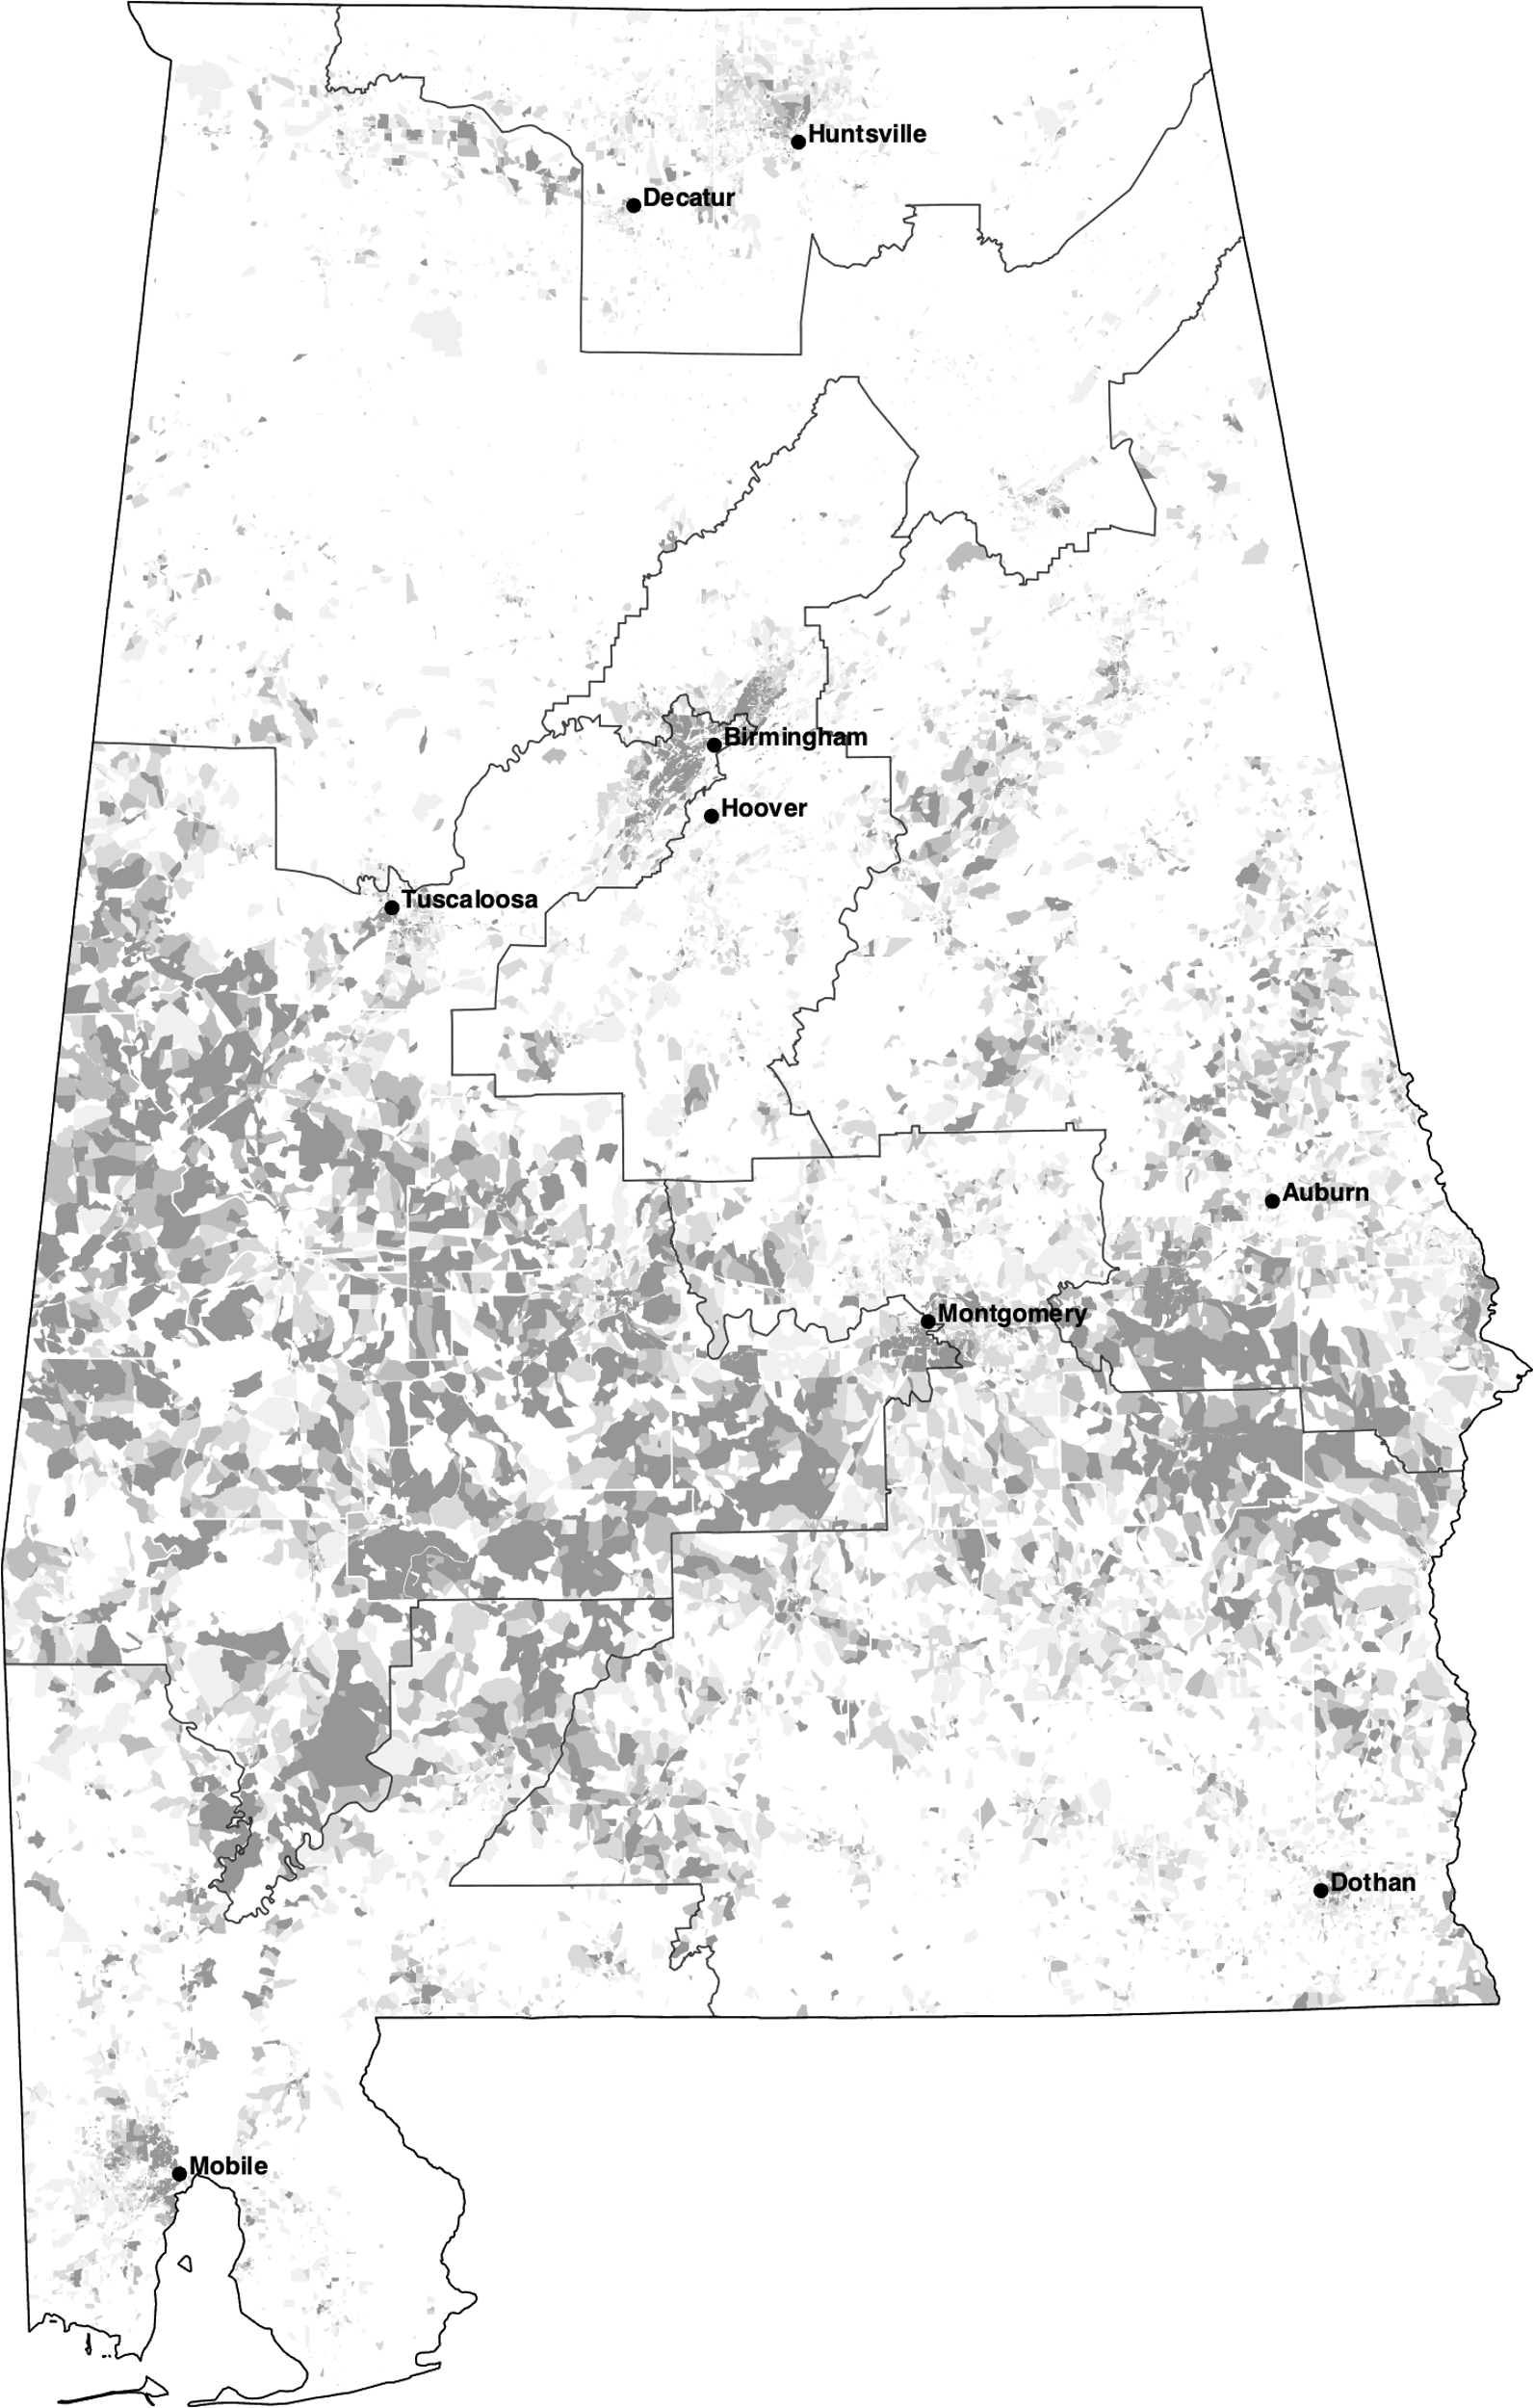 Huntsville
Decatur
Birmingham
Hoover
Tuscaloosa
Auburn
Montgomery
Dothan
Mobile